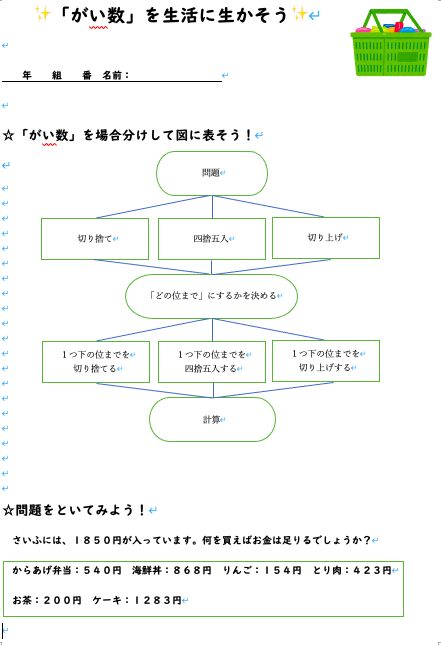 ✨「がい数」を生活に生かそう✨
年　組　番　名前：
☆「がい数」を場合分けして図に表そう！
問題
切り捨て　四捨五入　切り上げ
「どの位まで」にするかを決める
１つ下の位までを　１つ下の位までを　１つ下の位までを
切り捨てる　四捨五入する　切り上げする
計算
☆問題をといてみよう！
さいふには、１８５０円が入っています。何を買えばお金は足りるでしょうか？
からあげ弁当：５４０円　海鮮丼：８６８円　りんご：１５４円　とり肉：４２３円
お茶：２００円　ケーキ：１２８３円